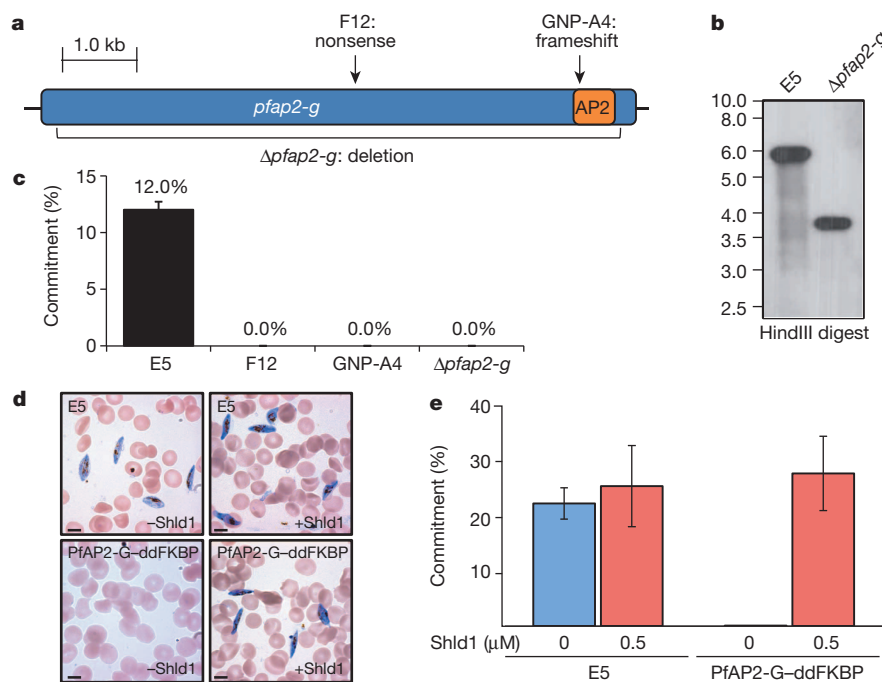 a
1.0 kb
F12:
nonsense
GNP-A4:
frameshift
pfap2-g
AP2
Δpfap2-g: deletion
b
E5
Δpfap2-g
10.0
8.0
6.0
5.0
4.0
3.5
3.0
2.5
HindIII digest
c
Commitment (%)
15
10
5
0
12.0%
0.0%
0.0%
0.0%
E5
F12
GNP-A4
Δpfap2-g
d
E5
–Shld1
E5
+Shld1
PfAP2-G–ddFKBP
–Shld1
PfAP2-G–ddFKBP
+Shld1
e
Commitment (%)
40
30
20
10
Shld1 (μM)
0
0.5
0
0.5
E5
PfAP2-G–ddFKBP